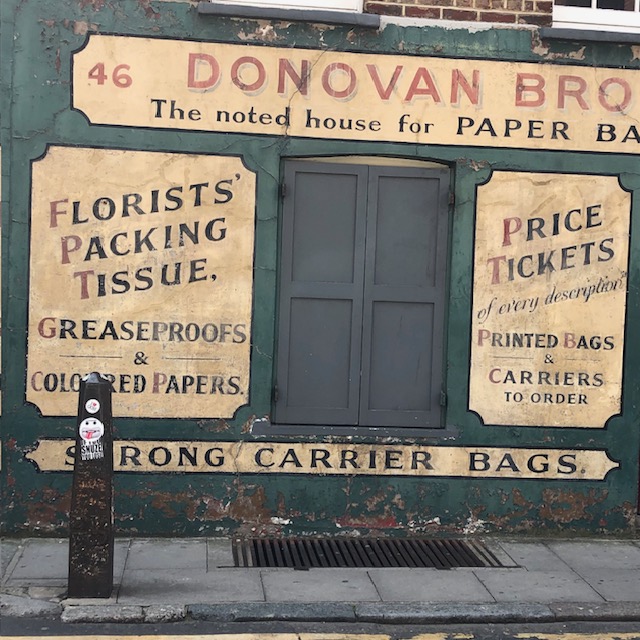 46 DONOVAN BRO
The noted house for PAPER BA
FLORISTS'
PACKING
TISSUE,
GREASEPROOFS
&
COLOURED PAPERS.
PRICE
TICKETS
of every description
PRINTED BAGS
&
CARRIERS
TO ORDER
STRONG CARRIER BAGS.